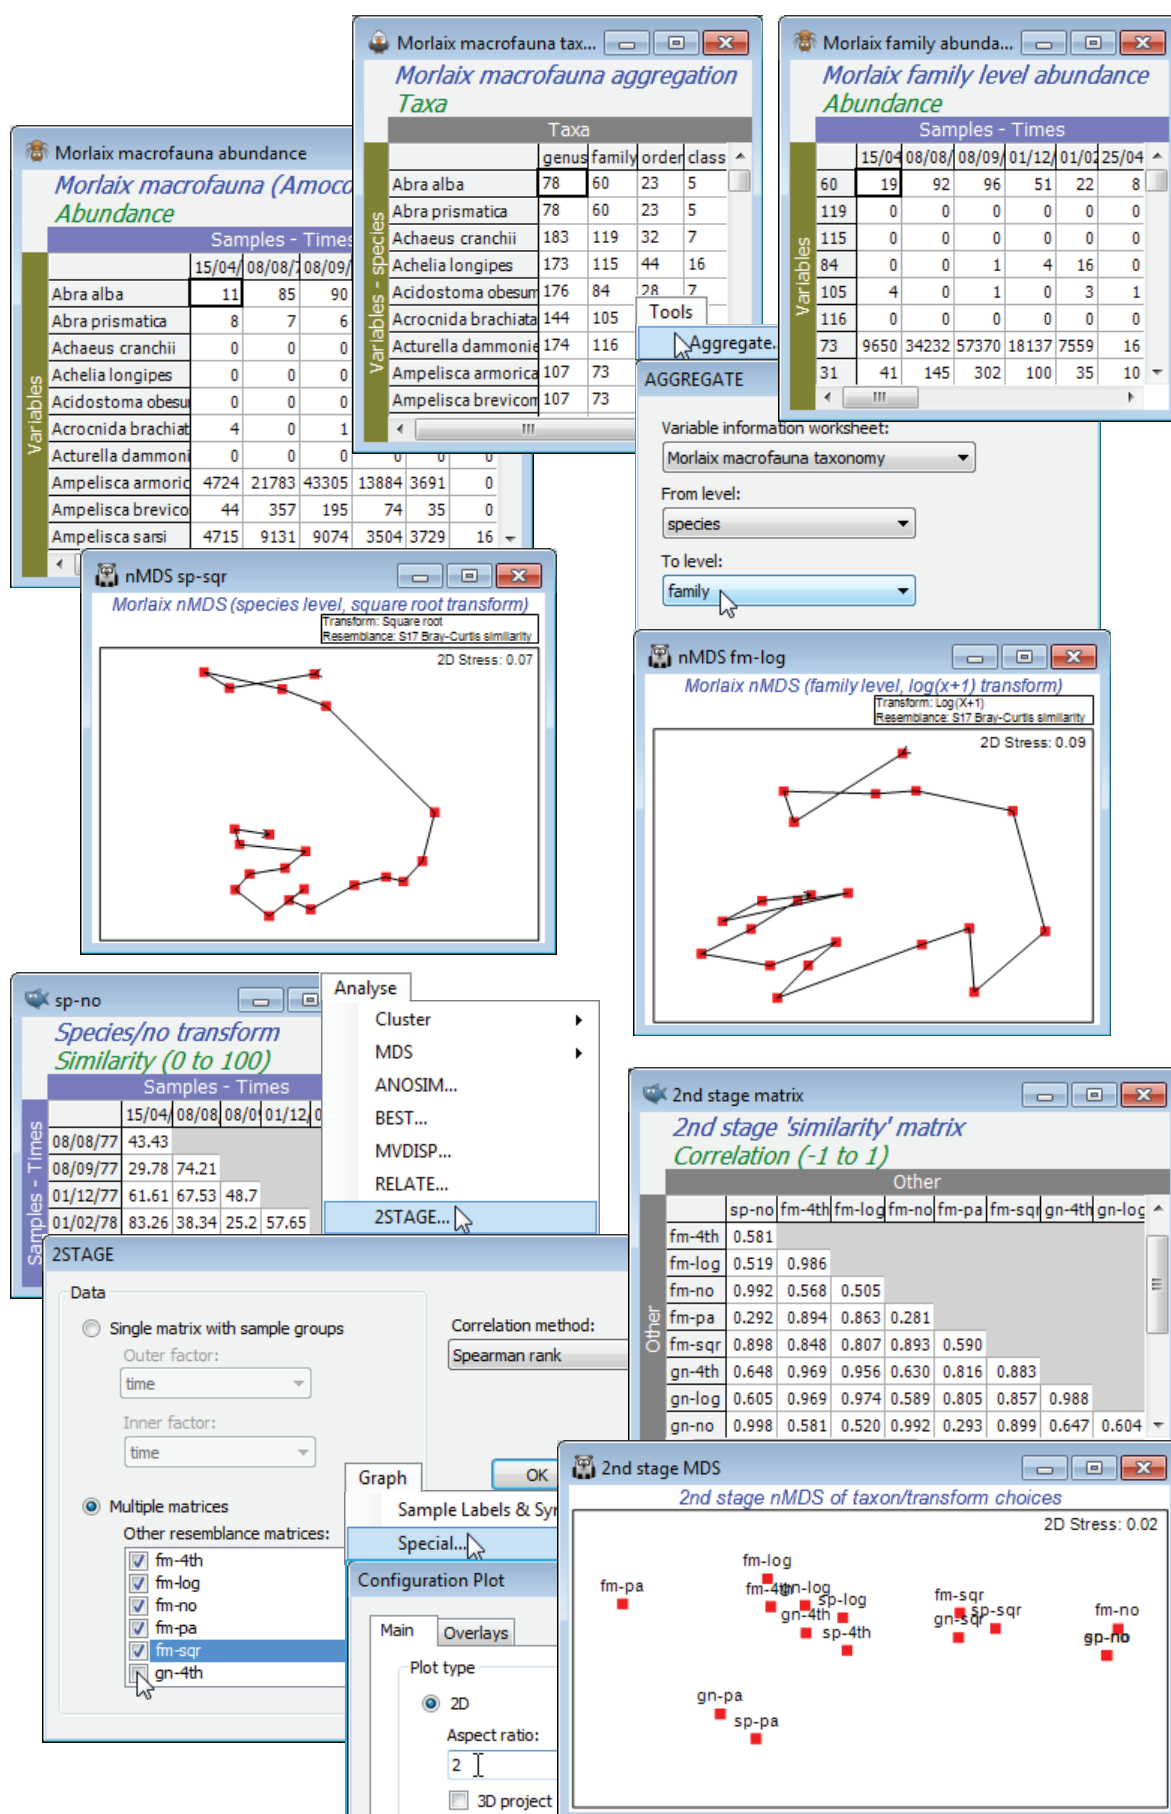 Morlaix macrofauna tax...
Morlaix macrofauna aggregation
Taxa
Taxa
genus family order class
Variables - species
Abra alba 78 60 23 5
Abra prismatica 78 60 23 5
Achaeus cranchii 183 119 32 7
Achelia longipes 173 115 44 16
Acidostoma obesum 176 84 28 7
Acrocnida brachiata 144 105
Acturella dammonie 174 116
Ampelisca armorica 107 73
Ampelisca brevicom 107 73
Morlaix family abunda...
Morlaix family level abundance
Abundance
Samples - Times
15/04 08/08/ 08/09/ 01/12/ 01/02 25/04
Variables
60 19 92 96 51 22 8
119 0 0 0 0 0 0
115 0 0 0 0 0 0
84 0 0 1 4 16 0
105 4 0 1 0 3 1
116 0 0 0 0 0 0
73 9650 34232 57370 18137 7559 16
31 41 145 302 100 35 10
Morlaix macrofauna abundance
Morlaix macrofauna (Amoco
Abundance
Samples - Times
15/04/ 08/08/7 08/09/
Variables
Abra alba 11 85 90
Abra prismatica 8 7 6
Achaeus cranchii 0 0 0
Achelia longipes 0 0 0
Acidostoma obesu 0 0 0
Acrocnida brachiat 4 0 1
Acturella dammoni 0 0 0 0 0 0
Ampelisca armoric 4724 21783 43305 13884 3691 0
Ampelisca brevico 44 357 195 74 35 0
Ampelisca sarsi 4715 9131 9074 3504 3729 16
Tools
Aggregate..
AGGREGATE
Variable information worksheet:
Morlaix macrofauna taxonomy
From level:
species
To level:
family
nMDS sp-sqr
Morlaix nMDS (species level, square root transform)
Transform: Square root
Resemblance: S17 Bray-Curtis similarity
2D Stress: 0.07
nMDS fm-log
Morlaix nMDS (family level, log(x+1) transform)
Transform: Log(X+1)
Resemblance: S17 Bray-Curtis similarity
2D Stress: 0.09
sp-no
Species/no transform
Similarity (0 to 100)
Samples - Times
15/04/ 08/08/ 08/09 01/12/ 0
Samples - Times
08/08/77 43.43
08/09/77 29.78 74.21
01/12/77 61.61 67.53 48.7
01/02/78 83.26 38.34 25.2 57.65
Analyse
Cluster
MDS
ANOSIM...
BEST...
MVDISP...
RELATE...
2STAGE...
2STAGE
Data
Single matrix with sample groups
Outer factor:
time
Inner factor:
time
Multiple matrices
Other resemblance matrices:
fm-4th
fm-log
fm-no
fm-pa
fm-sqr
gn-4th
Correlation method:
Spearman rank
OK
Graph
Sample Labels & Syr
Special...
Configuration Plot
Main Overlays
Plot type
2D
Aspect ratio:
2
3D project
2nd stage matrix
2nd stage 'similarity' matrix
Correlation (-1 to 1)
Other
sp-no fm-4th fm-log fm-no fm-pa fm-sqr gn-4th gn-log
Other
fm-4th 0.581
fm-log 0.519 0.986
fm-no 0.992 0.568 0.505
fm-pa 0.292 0.894 0.863 0.281
fm-sqr 0.898 0.848 0.807 0.893 0.590
gn-4th 0.648 0.969 0.956 0.630 0.816 0.883
gn-log 0.605 0.969 0.974 0.589 0.805 0.857 0.988
gn-no 0.998 0.581 0.520 0.992 0.293 0.899 0.647 0.604
2nd stage MDS
2nd stage nMDS of taxon/transform choices
2D Stress: 0.02
fm-log
fm-pa
fm-4th
gn-log
sp-log
gn-4th
sp-4th
fm-sqr
sp-sqr
gn-sqr
fm-no
sp-no
gn-pa
sp-pa